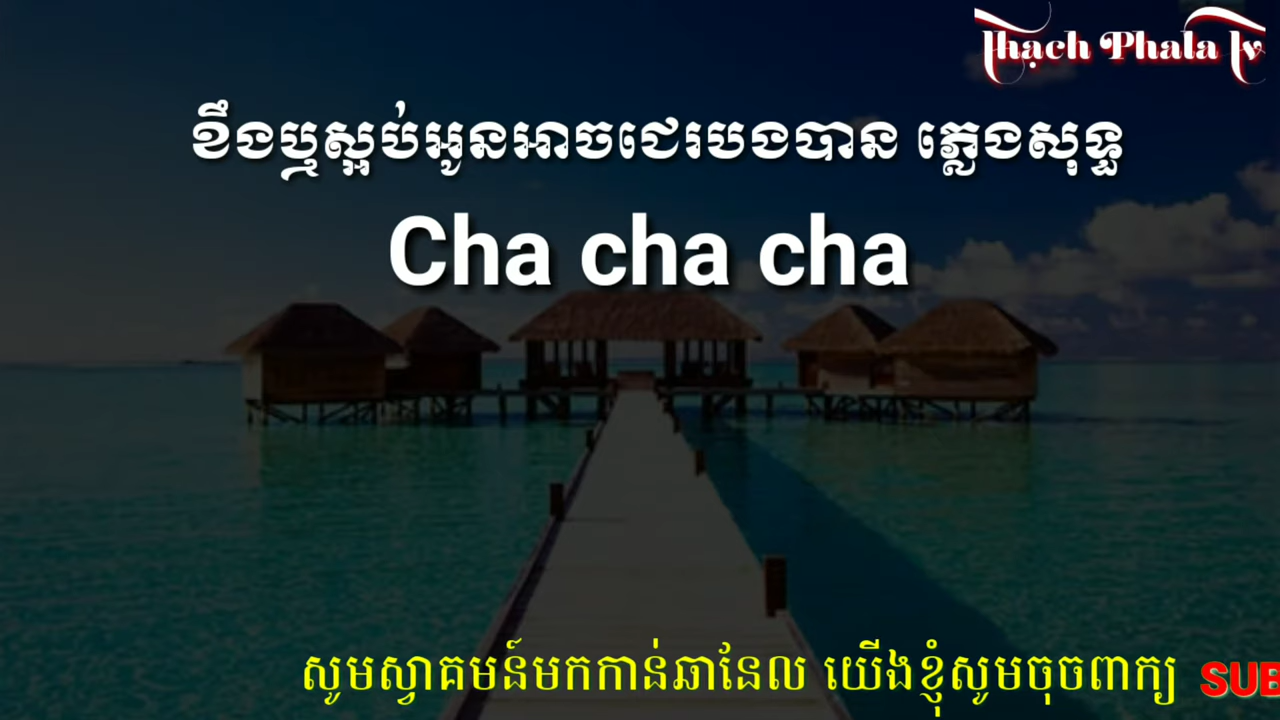 Thạch Phala Tv
ខឹងឬស្អប់អូនអាចជេរបងបាន ភ្លេងសុទ្ធ
Cha cha cha
សូមស្វាគមន៍មកកាន់ឆានែល យើងខ្ញុំសូមចុចពាក្យ SUB